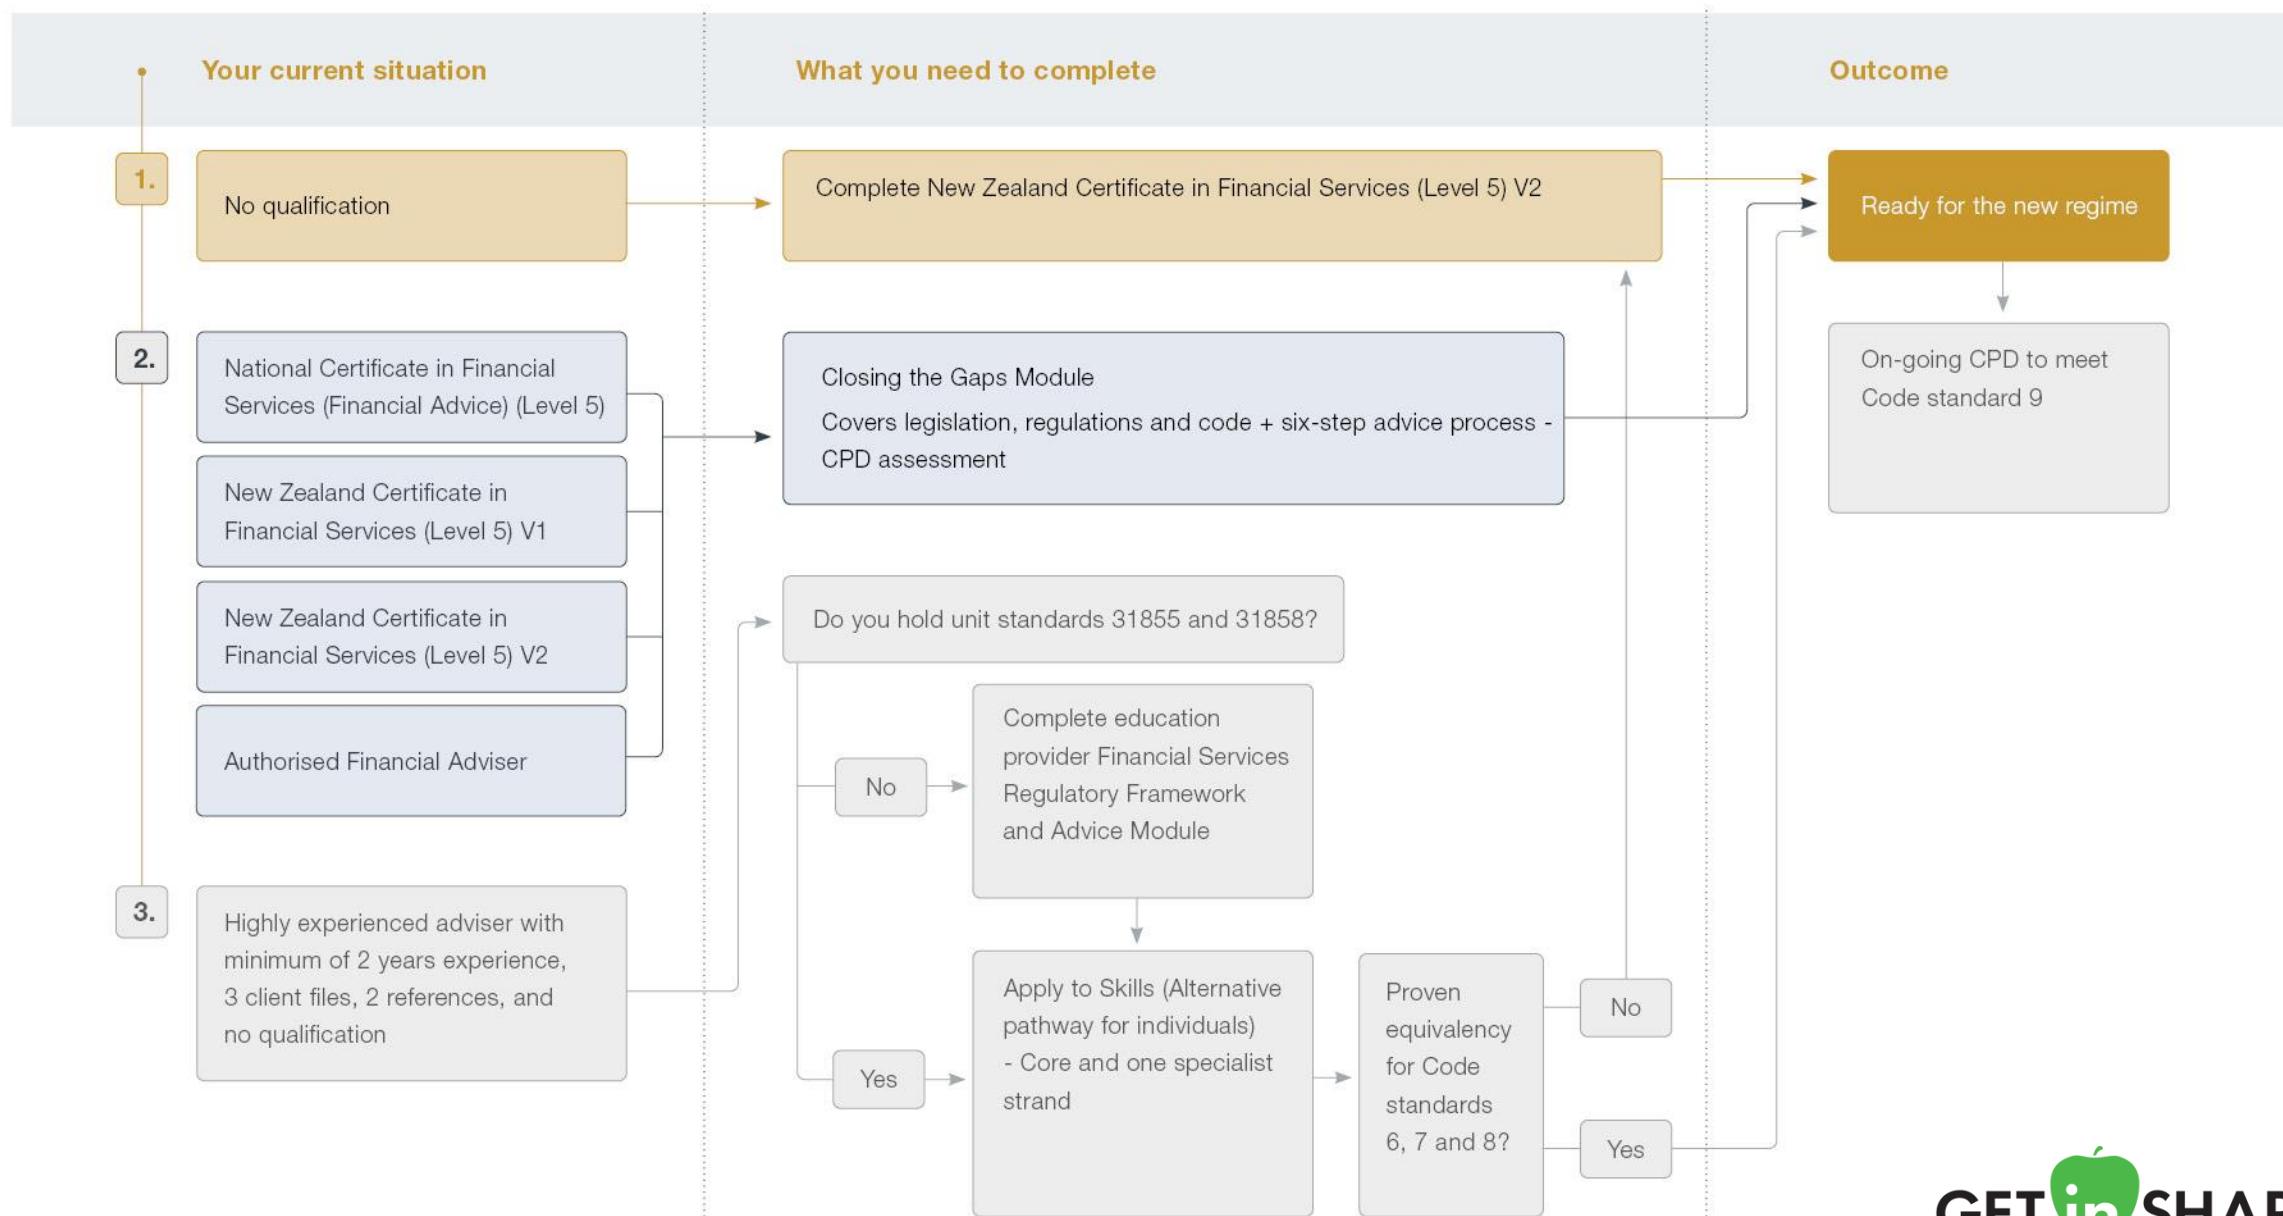 Your current situation
What you need to complete
Outcome
1.
No qualification
Complete New Zealand Certificate in Financial Services (Level 5) V2
Ready for the new regime
On-going CPD to meet
Code standard 9
2.
National Certificate in Financial
Services (Financial Advice) (Level 5)
New Zealand Certificate in
Financial Services (Level 5) V1
New Zealand Certificate in
Financial Services (Level 5) V2
Authorised Financial Adviser
Closing the Gaps Module
Covers legislation, regulations and code + six-step advice process -
CPD assessment
3.
Highly experienced adviser with
minimum of 2 years experience,
3 client files, 2 references, and
no qualification
Do you hold unit standards 31855 and 31858?
No
Complete education
provider Financial Services
Regulatory Framework
and Advice Module
Yes
Apply to Skills (Alternative
pathway for individuals)
- Core and one specialist
strand
Proven
equivalency
for Code
standards
6, 7 and 8?
No
Yes
GET in